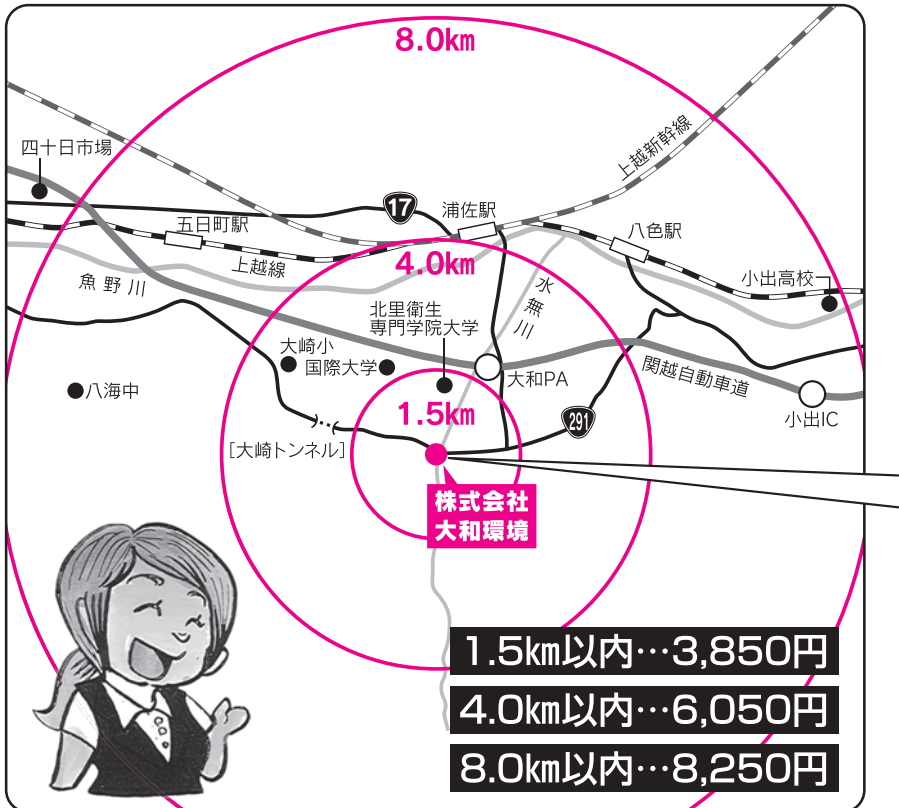 8.0km
四十日市場
上越新幹線
17
浦佐駅
五日町駅
八色駅
上越線
4.0km
小出高校
魚野川
水無川
北里衛生
専門学院大学
大崎小
国際大学
大和PA
関越自動車道
八海中
1.5km
291
小出IC
[大崎トンネル]
株式会社
大和環境
1.5㎞以内…3,850円
4.0㎞以内…6,050円
8.0㎞以内…8,250円